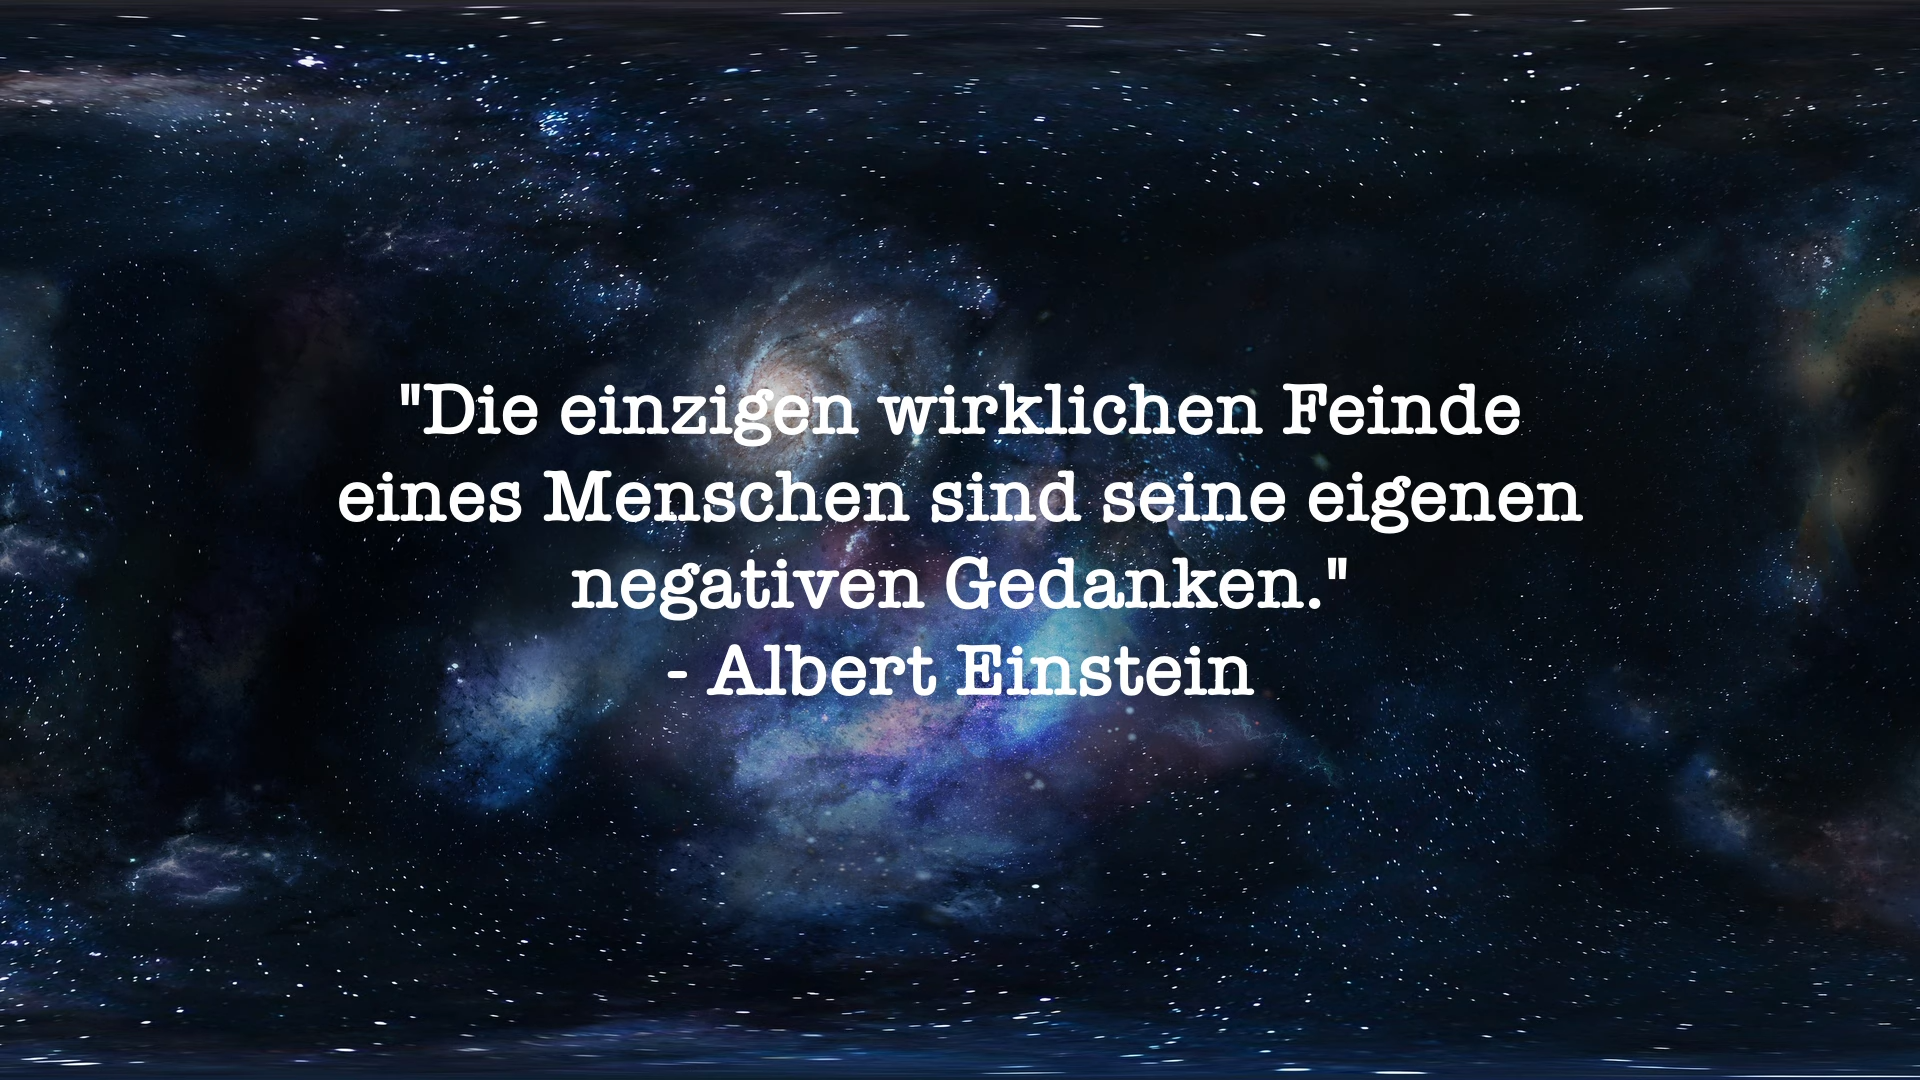 "Die einzigen wirklichen Feinde
eines Menschen sind seine eigenen
negativen Gedanken."
- Albert Einstein